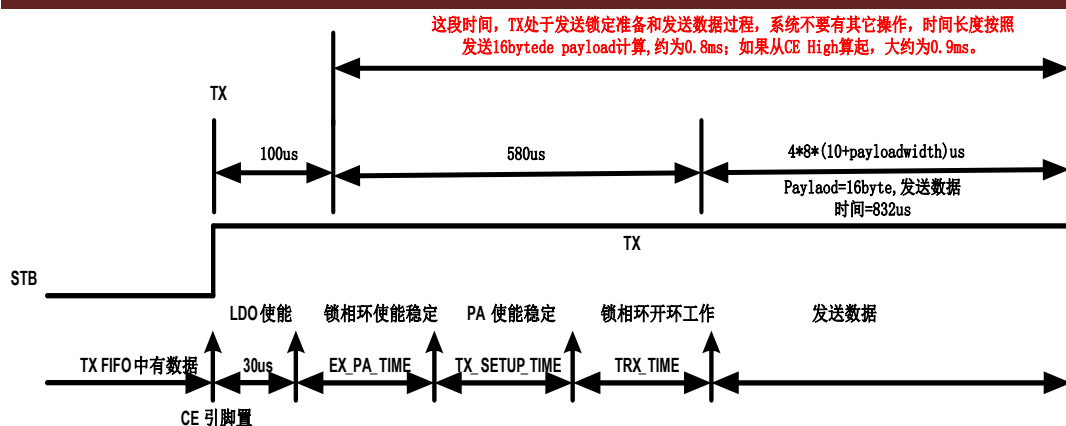 这段时间，TX处于发送锁定准备和发送数据过程，系统不要有其它操作，时间长度按照
发送16bytede payload计算,约为0.8ms；如果从CE High算起，大约为0.9ms。
TX
100us
580us
4*8*(10+payloadwidth)us
Paylaod=16byte,发送数据
时间=832us
TX
STB
LDO使能
锁相环使能稳定
PA 使能稳定
锁相环开环工作
发送数据
TX FIFO中有数据
30us
EX_PA_TIME
TX_SETUP_TIME
TRX_TIME
CE 引脚置